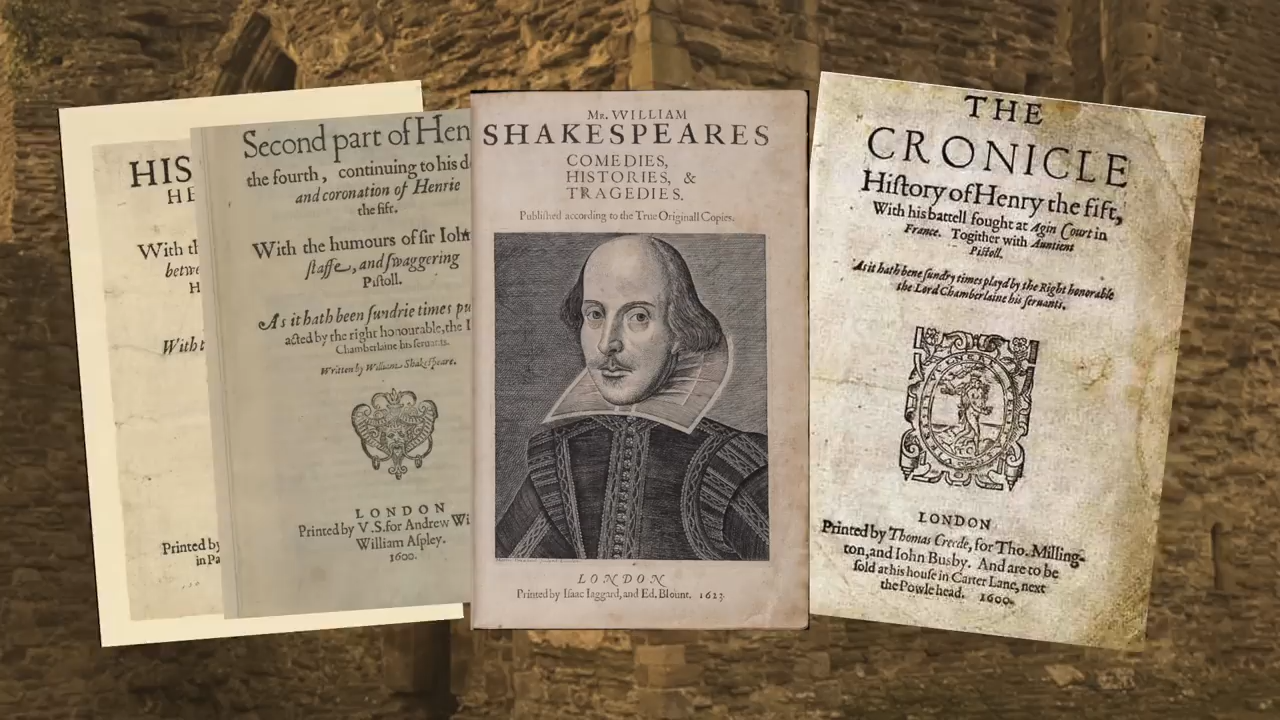 HIS
HE
With th
betwe
H
With t
Printed by
in Pa
Second part of Hen
the fourth, continuing to his d
and coronation of Henrie
the fift.
With the humours of sir Ioh
ſtaffe, and ſwaggering
Piſtoll.
As it hath been ſundrie times pu
acted by the right honourable, the L
Chamberlaine his ſeruants.
Written by William Shakeſpeare.
LONDON
Printed by V.S. for Andrew Wi
William Aſpley.
1600.
Mr. WILLIAM
SHAKESPEARES
COMEDIES,
HISTORIES, &
TRAGEDIES.
Publiſhed according to the True Originall Copies.
LONDON
Printed by Iſaac Iaggard, and Ed. Blount. 1623.
THE
CRONICLE
Hiſtory of Henry the fift,
With his battell fought at Agin Court in
France. Togither with Auntient
Piſtoll.
As it hath bene ſundry times playd by the Right honorable
the Lord Chamberlaine his ſeruants.
LONDON
Printed by Thomas Creede, for Tho. Milling-
ton, and Iohn Busby. And are to be
ſold at his houſe in Carter Lane, next
the Powle head. 1600.